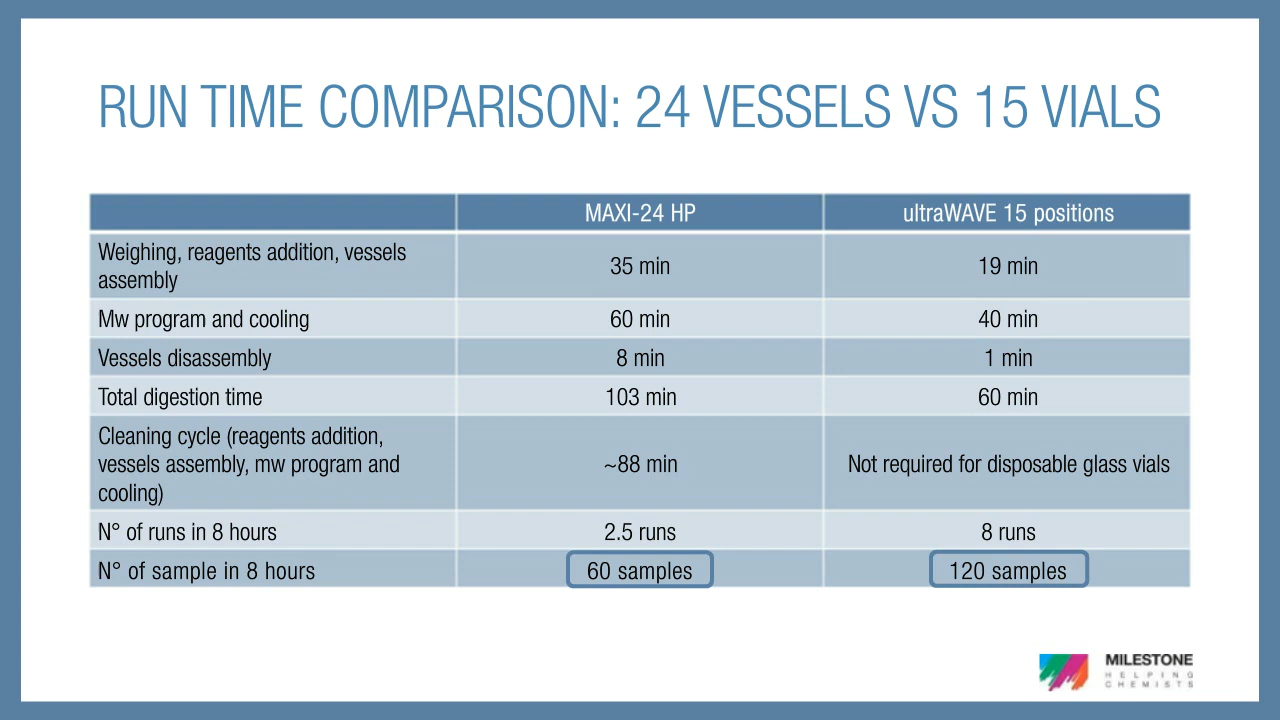 RUN TIME COMPARISON: 24 VESSELS VS 15 VIALS
MAXI-24 HP
ultraWAVE 15 positions
Weighing, reagents addition, vessels
assembly
35 min
19 min
Mw program and cooling
60 min
40 min
Vessels disassembly
8 min
1 min
Total digestion time
103 min
60 min
Cleaning cycle (reagents addition,
vessels assembly, mw program and
cooling)
~88 min
Not required for disposable glass vials
N° of runs in 8 hours
2.5 runs
8 runs
N° of sample in 8 hours
60 samples
120 samples
MILESTONE
HELPING
CHEMISTS